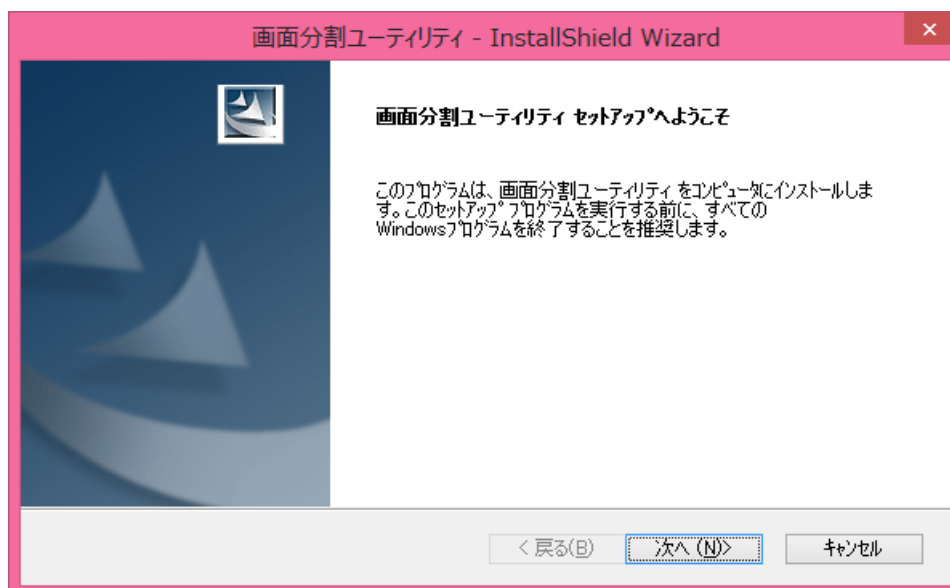 画面分割ユーティリティ - InstallShield Wizard
画面分割ユーティリティ セットアップへようこそ
このプログラムは、画面分割ユーティリティ をコンピュータにインストールしま
す。このセットアップ プログラムを実行する前に、すべての
Windowsプログラムを終了することを推奨します。
< 戻る(B)
次へ (N)>
キャンセル